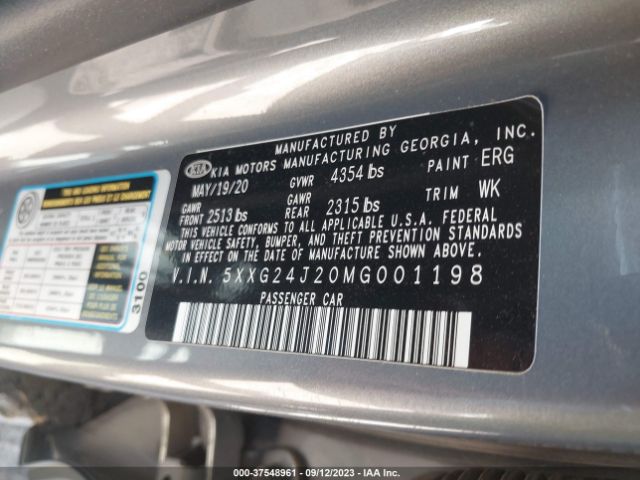 MANUFACTURED BY
KIA KIA MOTORS MANUFACTURING GEORGIA, INC.
MAY/19/20 GVWR 4354 lbs PAINT ERG
GAWR FRONT 2513 lbs GAWR REAR 2315 lbs TRIM WK
THIS VEHICLE CONFORMS TO ALL APPLICABLE U.S.A. FEDERAL
MOTOR VEHICLE SAFETY, BUMPER, AND THEFT PREVENTION STANDARDS
IN EFFECT ON THE DATE OF MANUFACTURE SHOWN ABOVE.
V.I.N. 5XXG24J20MG001198
PASSENGER CAR
3100
000-37548961 - 09/12/2023 - IAA Inc.